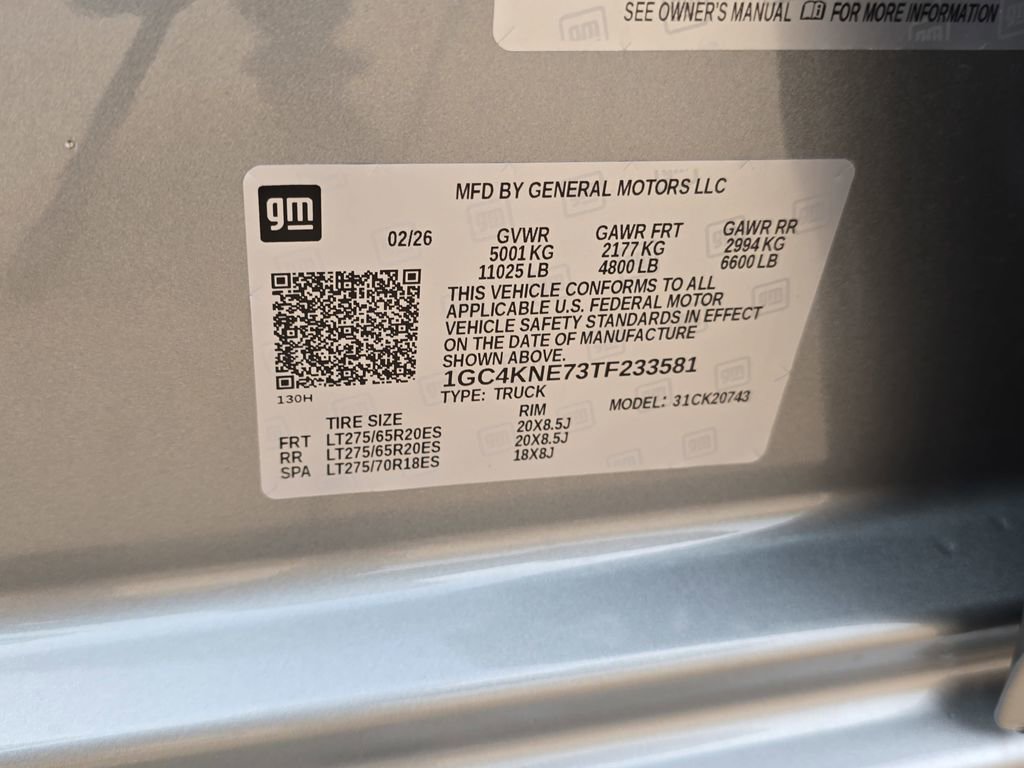 SEE OWNER'S MANUAL FOR MORE INFORMATION
gm
MFD BY GENERAL MOTORS LLC
02/26
GVWR GAWR FRT GAWR RR
5001 KG 2177 KG 2994 KG
11025 LB 4800 LB 6600 LB
THIS VEHICLE CONFORMS TO ALL
APPLICABLE U.S. FEDERAL MOTOR
VEHICLE SAFETY STANDARDS IN EFFECT
ON THE DATE OF MANUFACTURE
SHOWN ABOVE.
1GC4KNE73TF233581
130H
TYPE: TRUCK MODEL: 31CK20743
TIRE SIZE RIM
FRT LT275/65R20ES 20X8.5J
RR LT275/65R20ES 20X8.5J
SPA LT275/70R18ES 18X8J